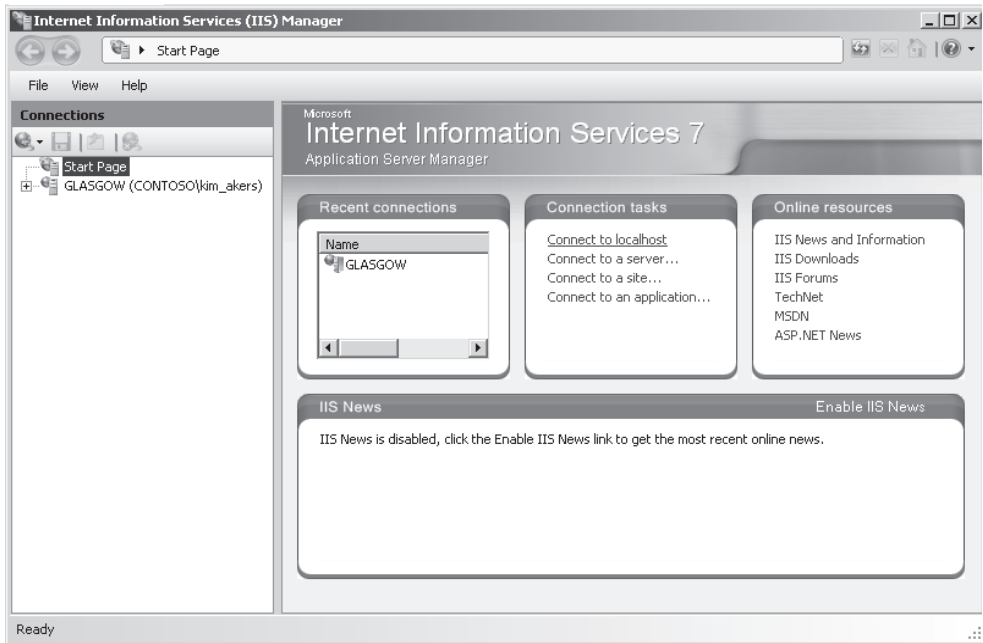 Internet Information Services (IIS) Manager
Start Page
File View Help
Connections
Start Page
GLASGOW (CONTOSO\kim_akers)
Microsoft
Internet Information Services 7
Application Server Manager
Recent connections
Name
GLASGOW
Connection tasks
Connect to localhost
Connect to a server...
Connect to a site...
Connect to an application...
Online resources
IIS News and Information
IIS Downloads
IIS Forums
TechNet
MSDN
ASP.NET News
IIS News
Enable IIS News
IIS News is disabled, click the Enable IIS News link to get the most recent online news.
Ready